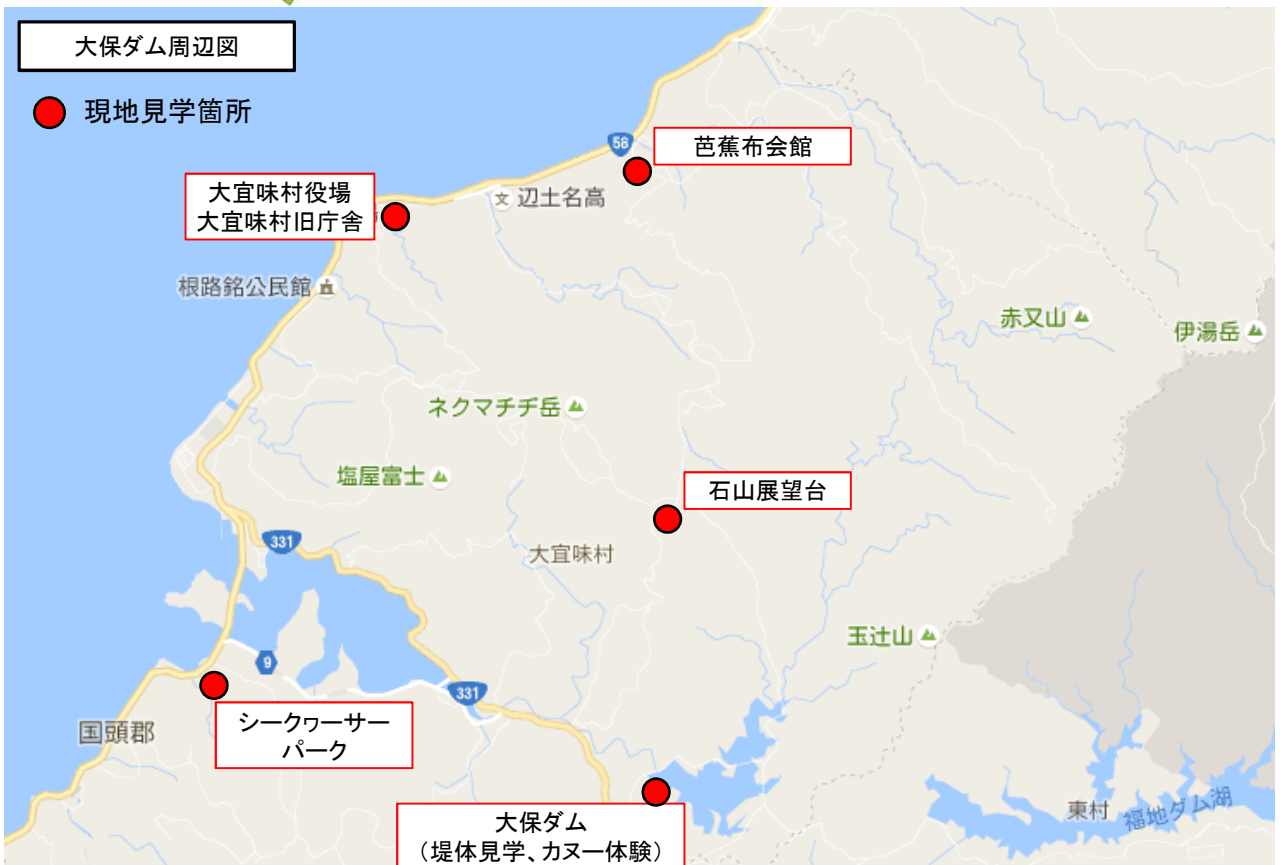 大保ダム周辺図
現地見学箇所
58
芭蕉布会館
大宜味村役場
大宜味村旧庁舎
文
辺土名高
根路銘公民館
赤又山
伊湯岳
ネクマチヂ岳
塩屋富士
石山展望台
331
大宜味村
玉辻山
9
331
シークヮーサー
パーク
国頭郡
大保ダム
(堤体見学、カヌー体験)
東村
福地ダム湖